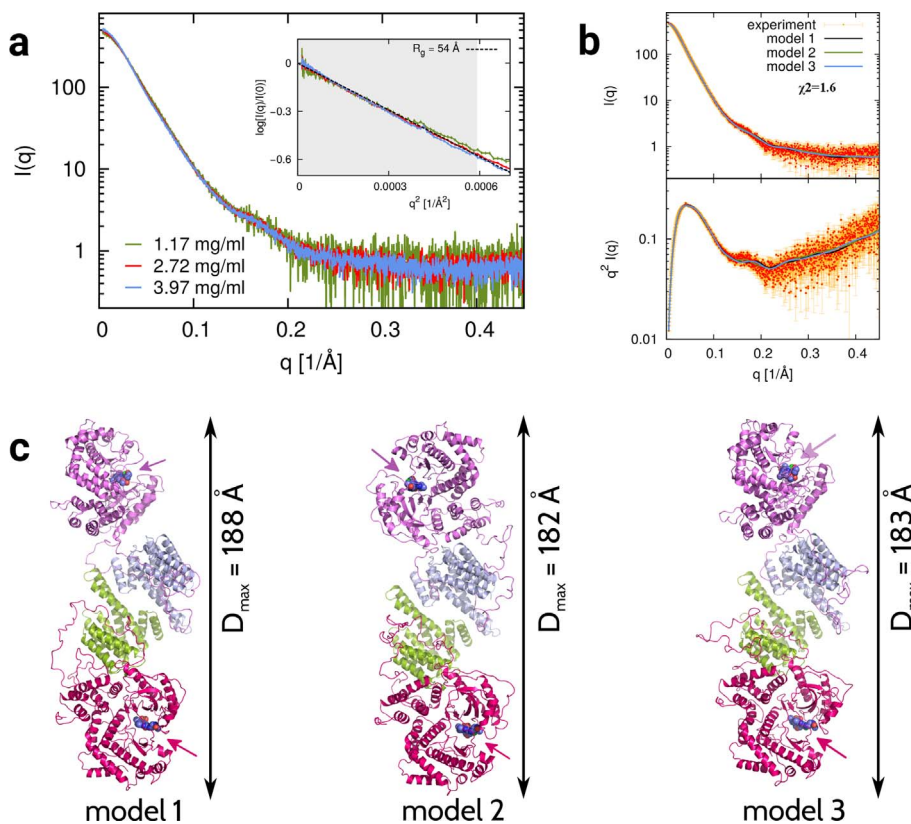 a
I(q)
100
10
1
0
0.1
0.2
0.3
0.4
q [1/Å]
1.17 mg/ml
2.72 mg/ml
3.97 mg/ml
R_g = 54 Å
log[I(q)/I(0)]
0
−0.3
−0.6
0
0.0003
0.0006
q² [1/Å²]
b
experiment
model 1
model 2
model 3
χ2=1.6
I(q)
100
10
1
q² I(q)
0.1
0.01
0
0.1
0.2
0.3
0.4
q [1/Å]
c
D_max = 188 Å
D_max = 182 Å
D_max = 183 Å
model 1
model 2
model 3